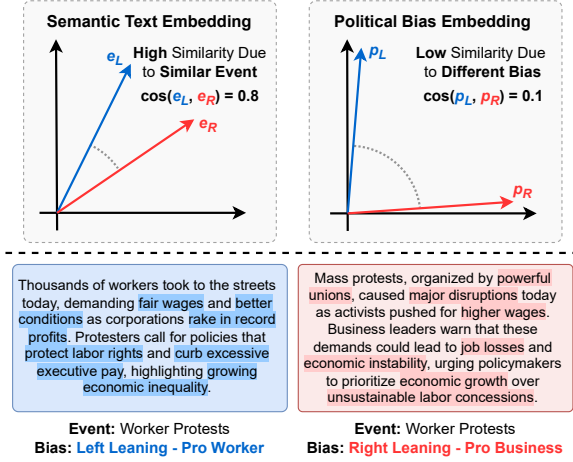 Semantic Text Embedding
e_L
High Similarity Due
to Similar Event
cos(e_L, e_R) = 0.8
e_R
Political Bias Embedding
p_L
Low Similarity Due
to Different Bias
cos(p_L, p_R) = 0.1
p_R
Thousands of workers took to the streets
today, demanding fair wages and better
conditions as corporations rake in record
profits. Protesters call for policies that
protect labor rights and curb excessive
executive pay, highlighting growing
economic inequality.
Event: Worker Protests
Bias: Left Leaning - Pro Worker
Mass protests, organized by powerful
unions, caused major disruptions today
as activists pushed for higher wages.
Business leaders warn that these
demands could lead to job losses and
economic instability, urging policymakers
to prioritize economic growth over
unsustainable labor concessions.
Event: Worker Protests
Bias: Right Leaning - Pro Business